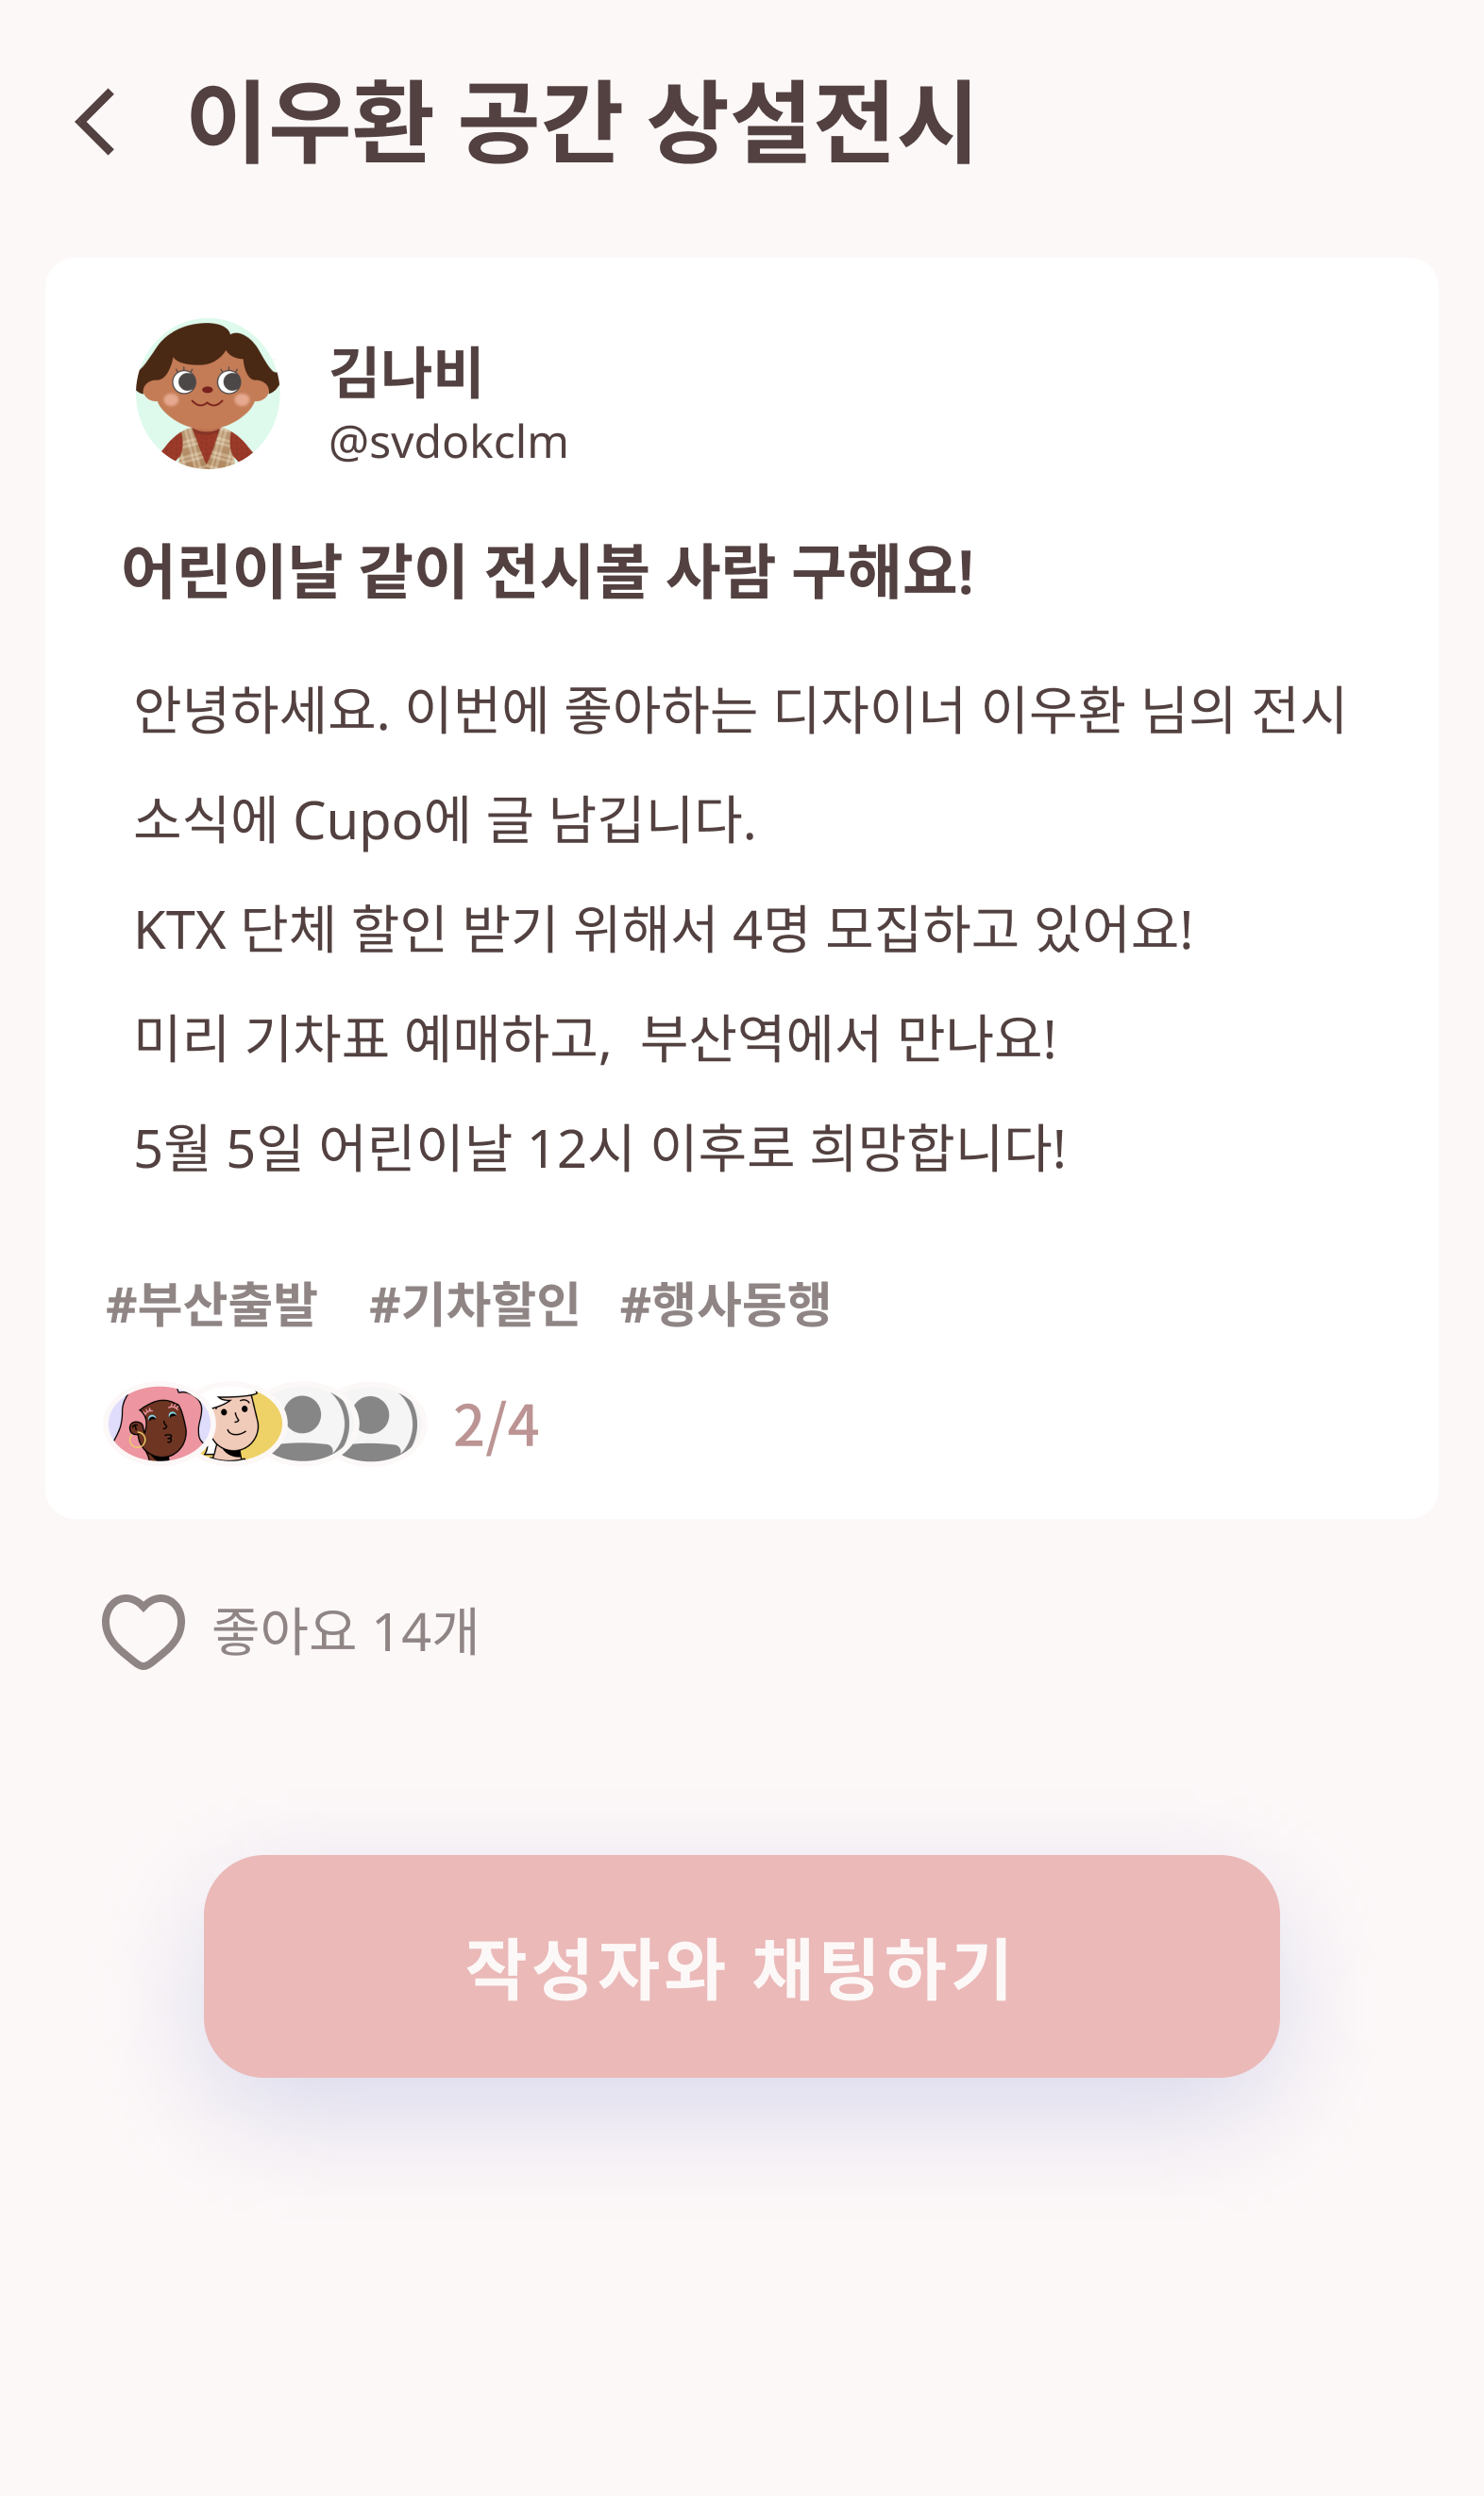 이우환 공간 상설전시
김나비
@svdokclm
어린이날 같이 전시를 사람 구해요!
안녕하세요. 이번에 좋아하는 디자이너 이우환 님의 전시
소식에 Cupo에 글 남깁니다.
KTX 단체 할인 받기 위해서 4명 모집하고 있어요!
미리 기차표 예매하고, 부산역에서 만나요!
5월 5일 어린이날 12시 이후로 희망합니다!
#부산출발 #기차할인 #행사동행
2/4
좋아요 14개
작성자와 채팅하기